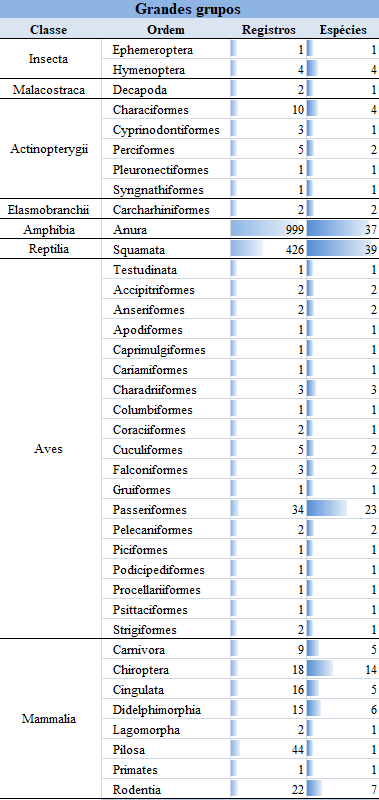 Grandes grupos
Classe Ordem Registros Espécies
Insecta Ephemeroptera 1 1
Hymenoptera 4 4
Malacostraca Decapoda 2 1
Actinopterygii Characiformes 10 4
Cyprinodontiformes 3 1
Perciformes 5 2
Pleuronectiformes 1 1
Syngnathiformes 1 1
Elasmobranchii Carcharhiniformes 2 2
Amphibia Anura 999 37
Reptilia Squamata 426 39
Aves Testudinata 1 1
Accipitriformes 2 2
Anseriformes 2 2
Apodiformes 1 1
Caprimulgiformes 1 1
Cariamiformes 1 1
Charadriiformes 3 3
Columbiformes 1 1
Coraciiformes 2 1
Cuculiformes 5 2
Falconiformes 3 2
Gruiformes 1 1
Passeriformes 34 23
Pelecaniformes 2 2
Piciformes 1 1
Podicipediformes 1 1
Procellariiformes 1 1
Psittaciformes 1 1
Strigiformes 2 1
Mammalia Carnivora 9 5
Chiroptera 18 14
Cingulata 16 5
Didelphimorphia 15 6
Lagomorpha 2 1
Pilosa 44 1
Primates 1 1
Rodentia 22 7